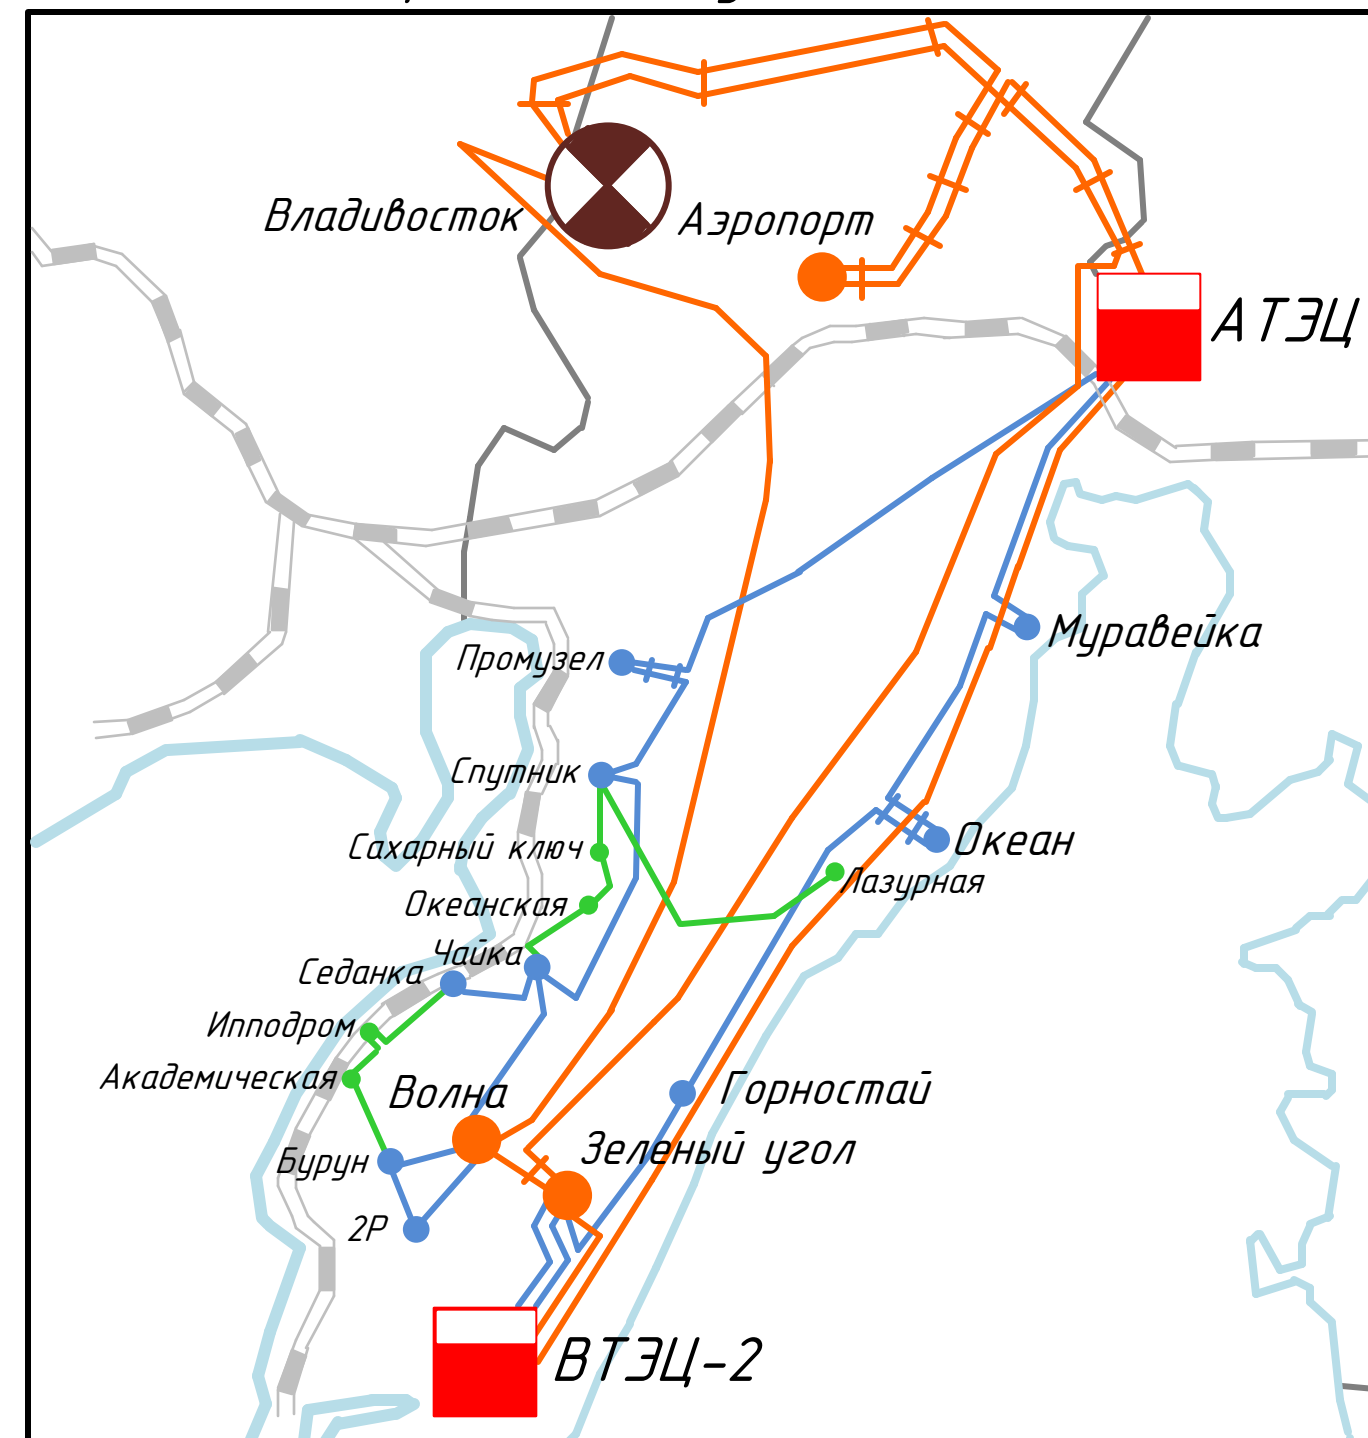 Владивосток
Аэропорт
АТЭЦ
Муравейка
Промузел
Спутник
Океан
Сахарный ключ
Лазурная
Океанская
Чайка
Седанка
Ипподром
Академическая
Волна
Горностай
Зеленый угол
Бурун
2Р
ВТЭЦ-2